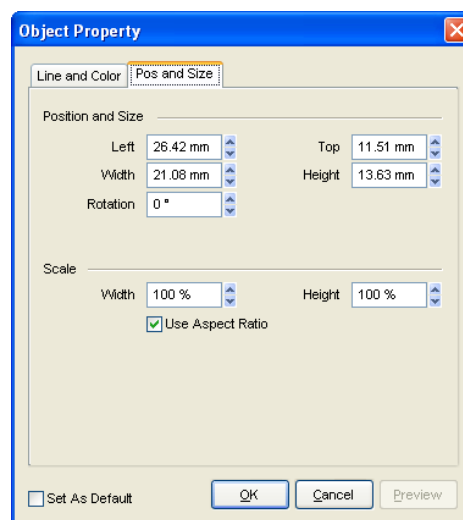 Object Property
Line and Color Pos and Size
Position and Size
Left 26.42 mm Top 11.51 mm
Width 21.08 mm Height 13.63 mm
Rotation 0 °
Scale
Width 100 % Height 100 %
Use Aspect Ratio
Set As Default OK Cancel Preview